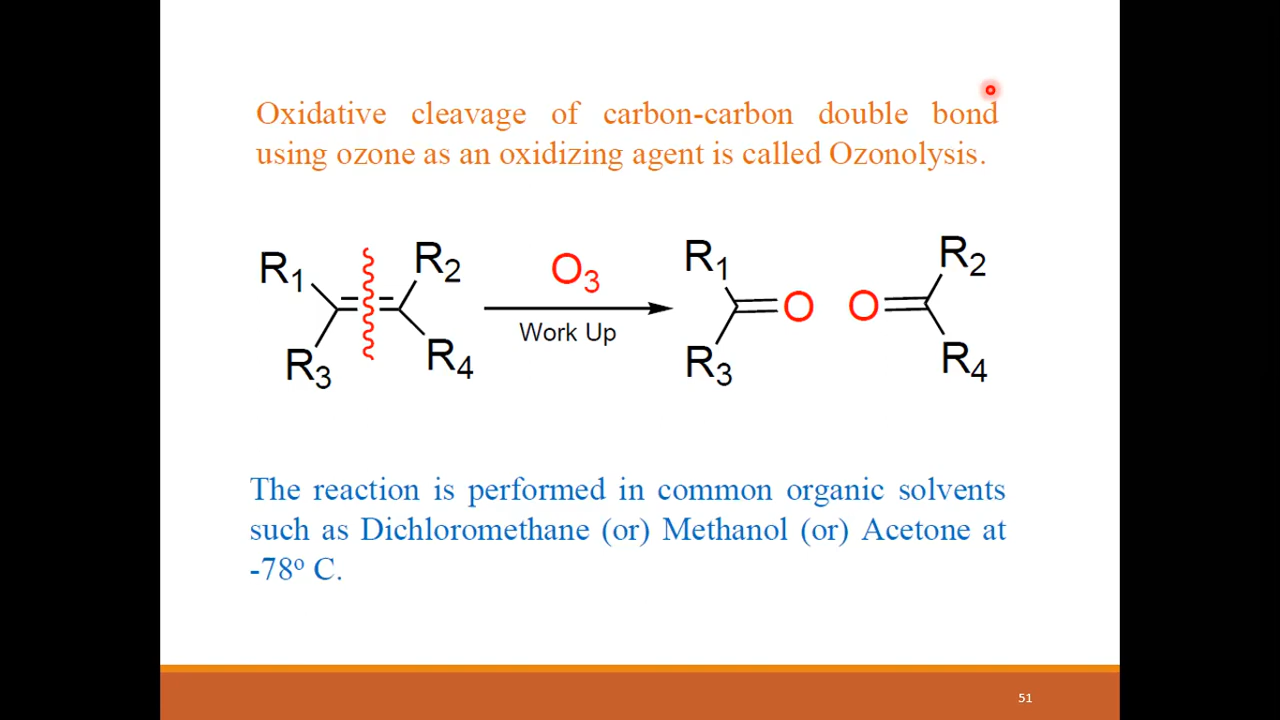 Oxidative cleavage of carbon-carbon double bond
using ozone as an oxidizing agent is called Ozonolysis.
R1 R2 O3 R1 R2
O O
Work Up
R3 R4 R3 R4
The reaction is performed in common organic solvents
such as Dichloromethane (or) Methanol (or) Acetone at
-78º C.
51